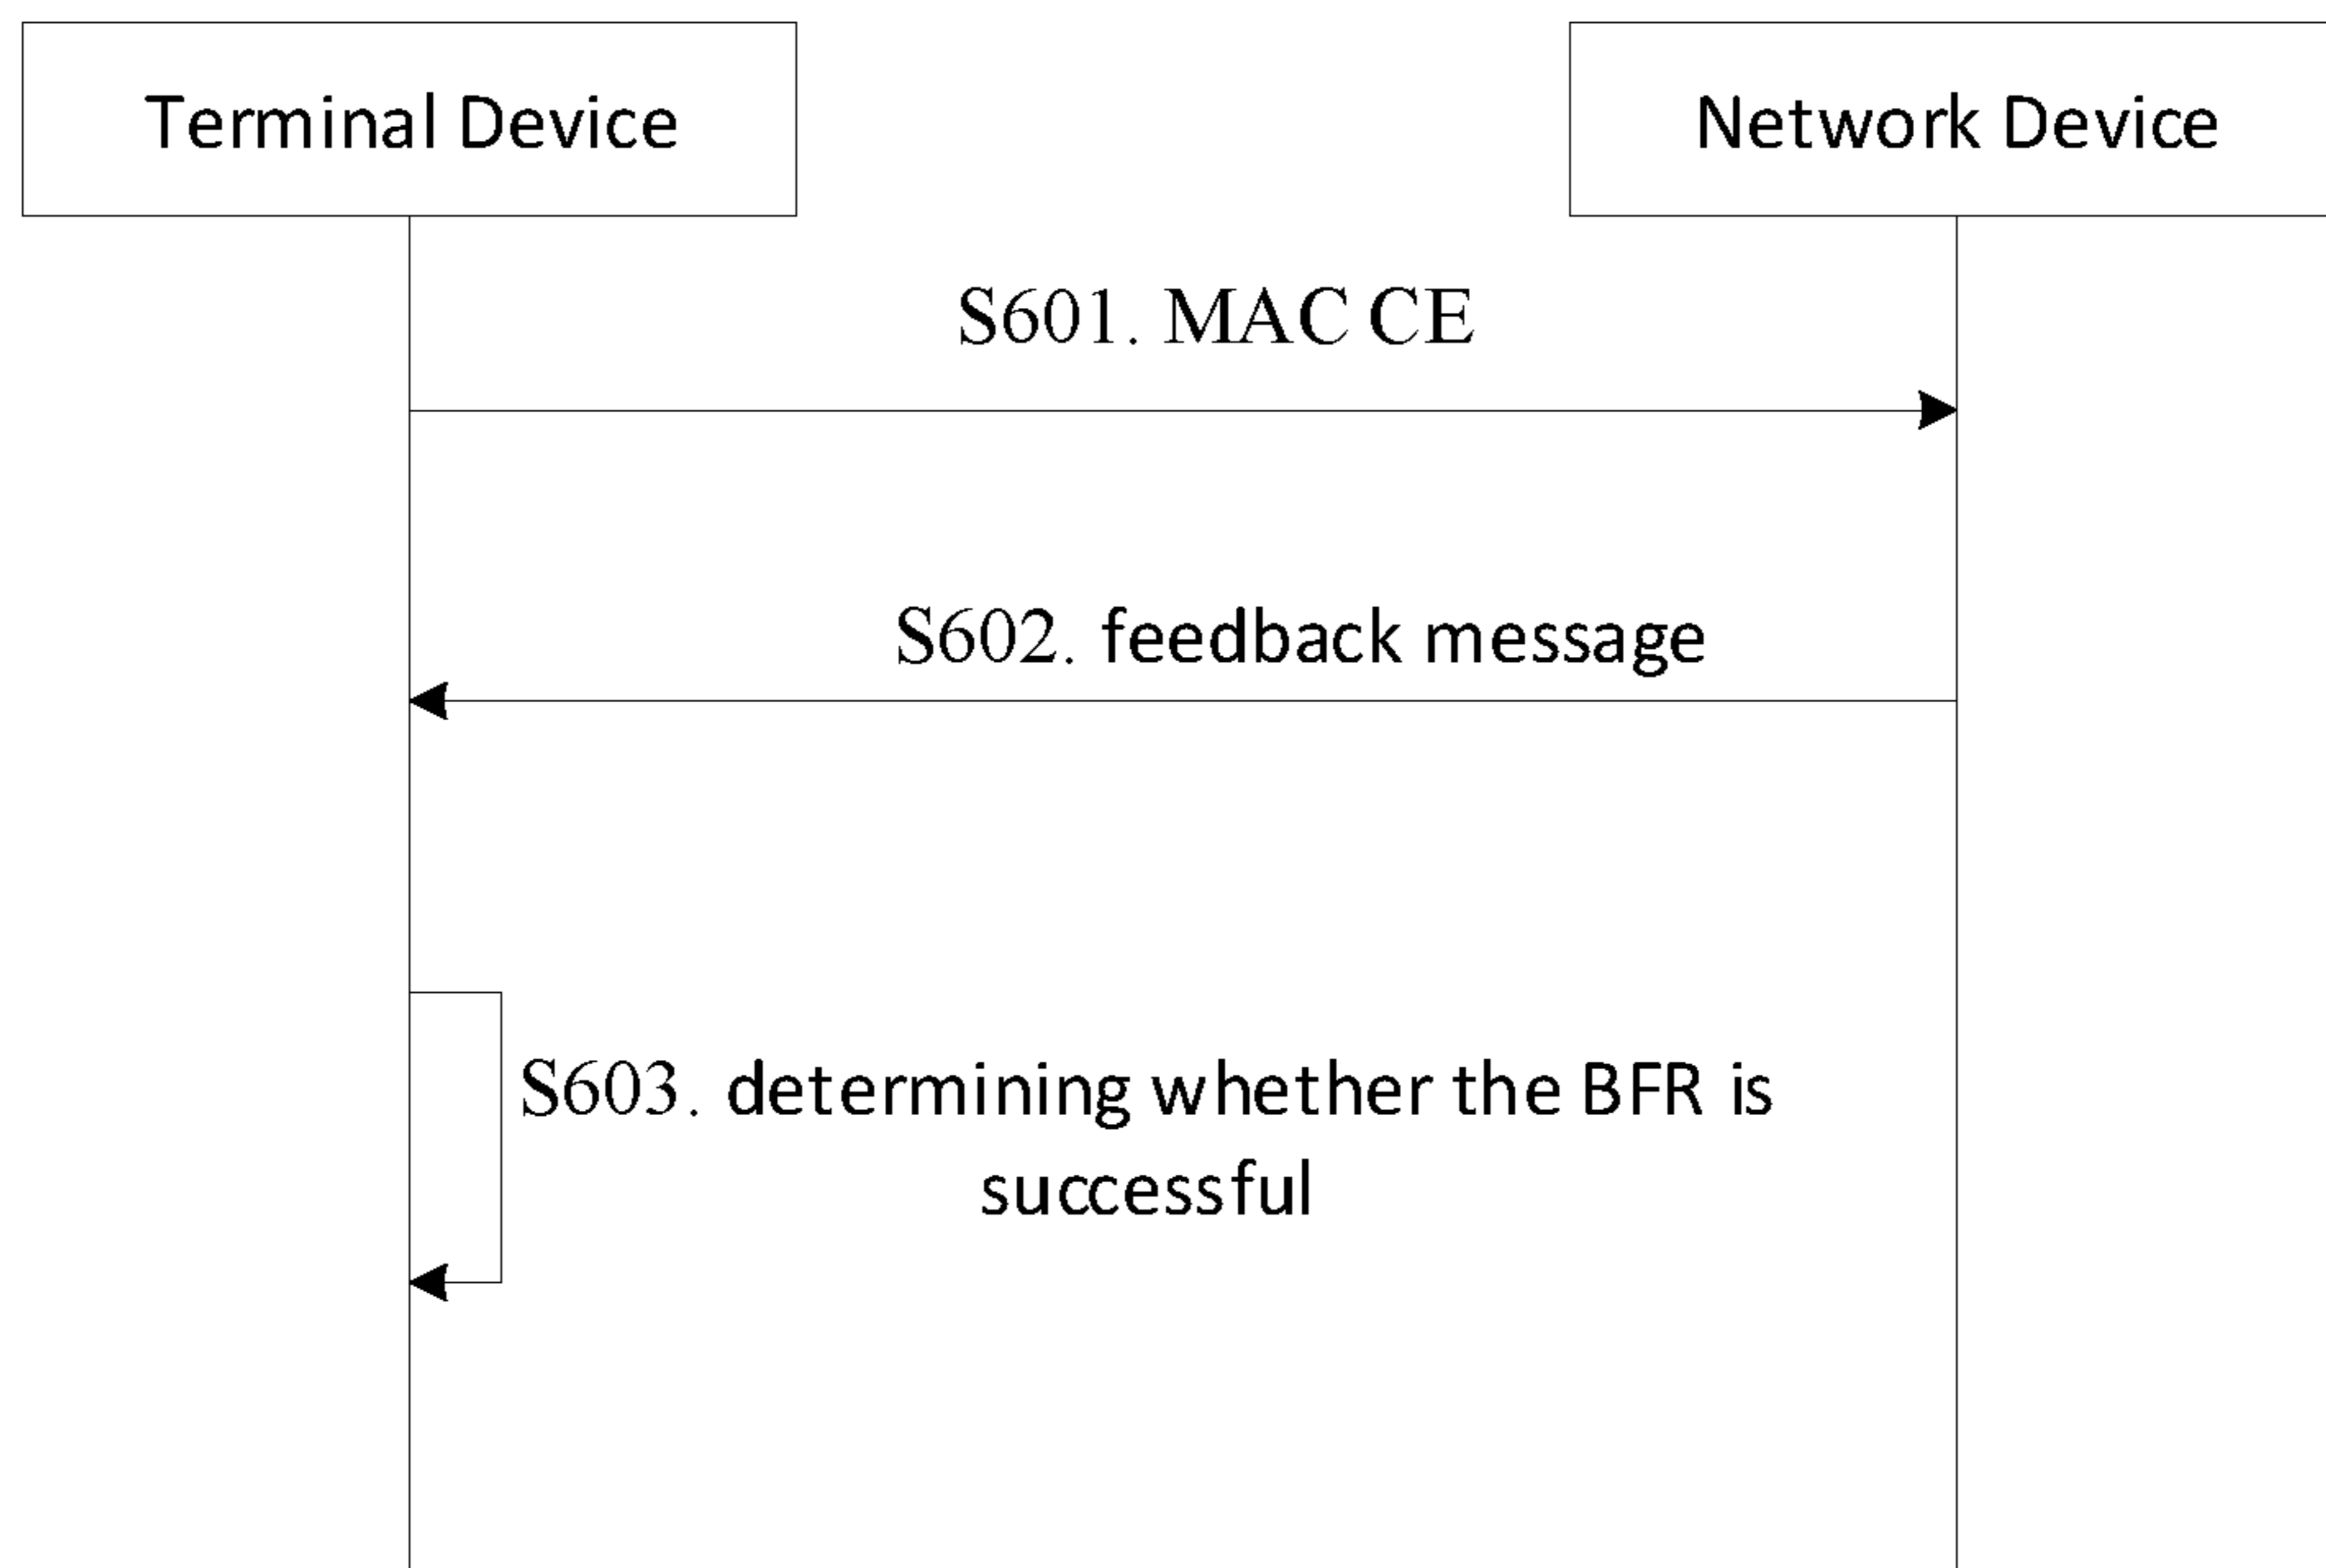 Terminal Device
Network Device
S601. MAC CE
S602. feedback message
S603. determining whether the BFR is
successful